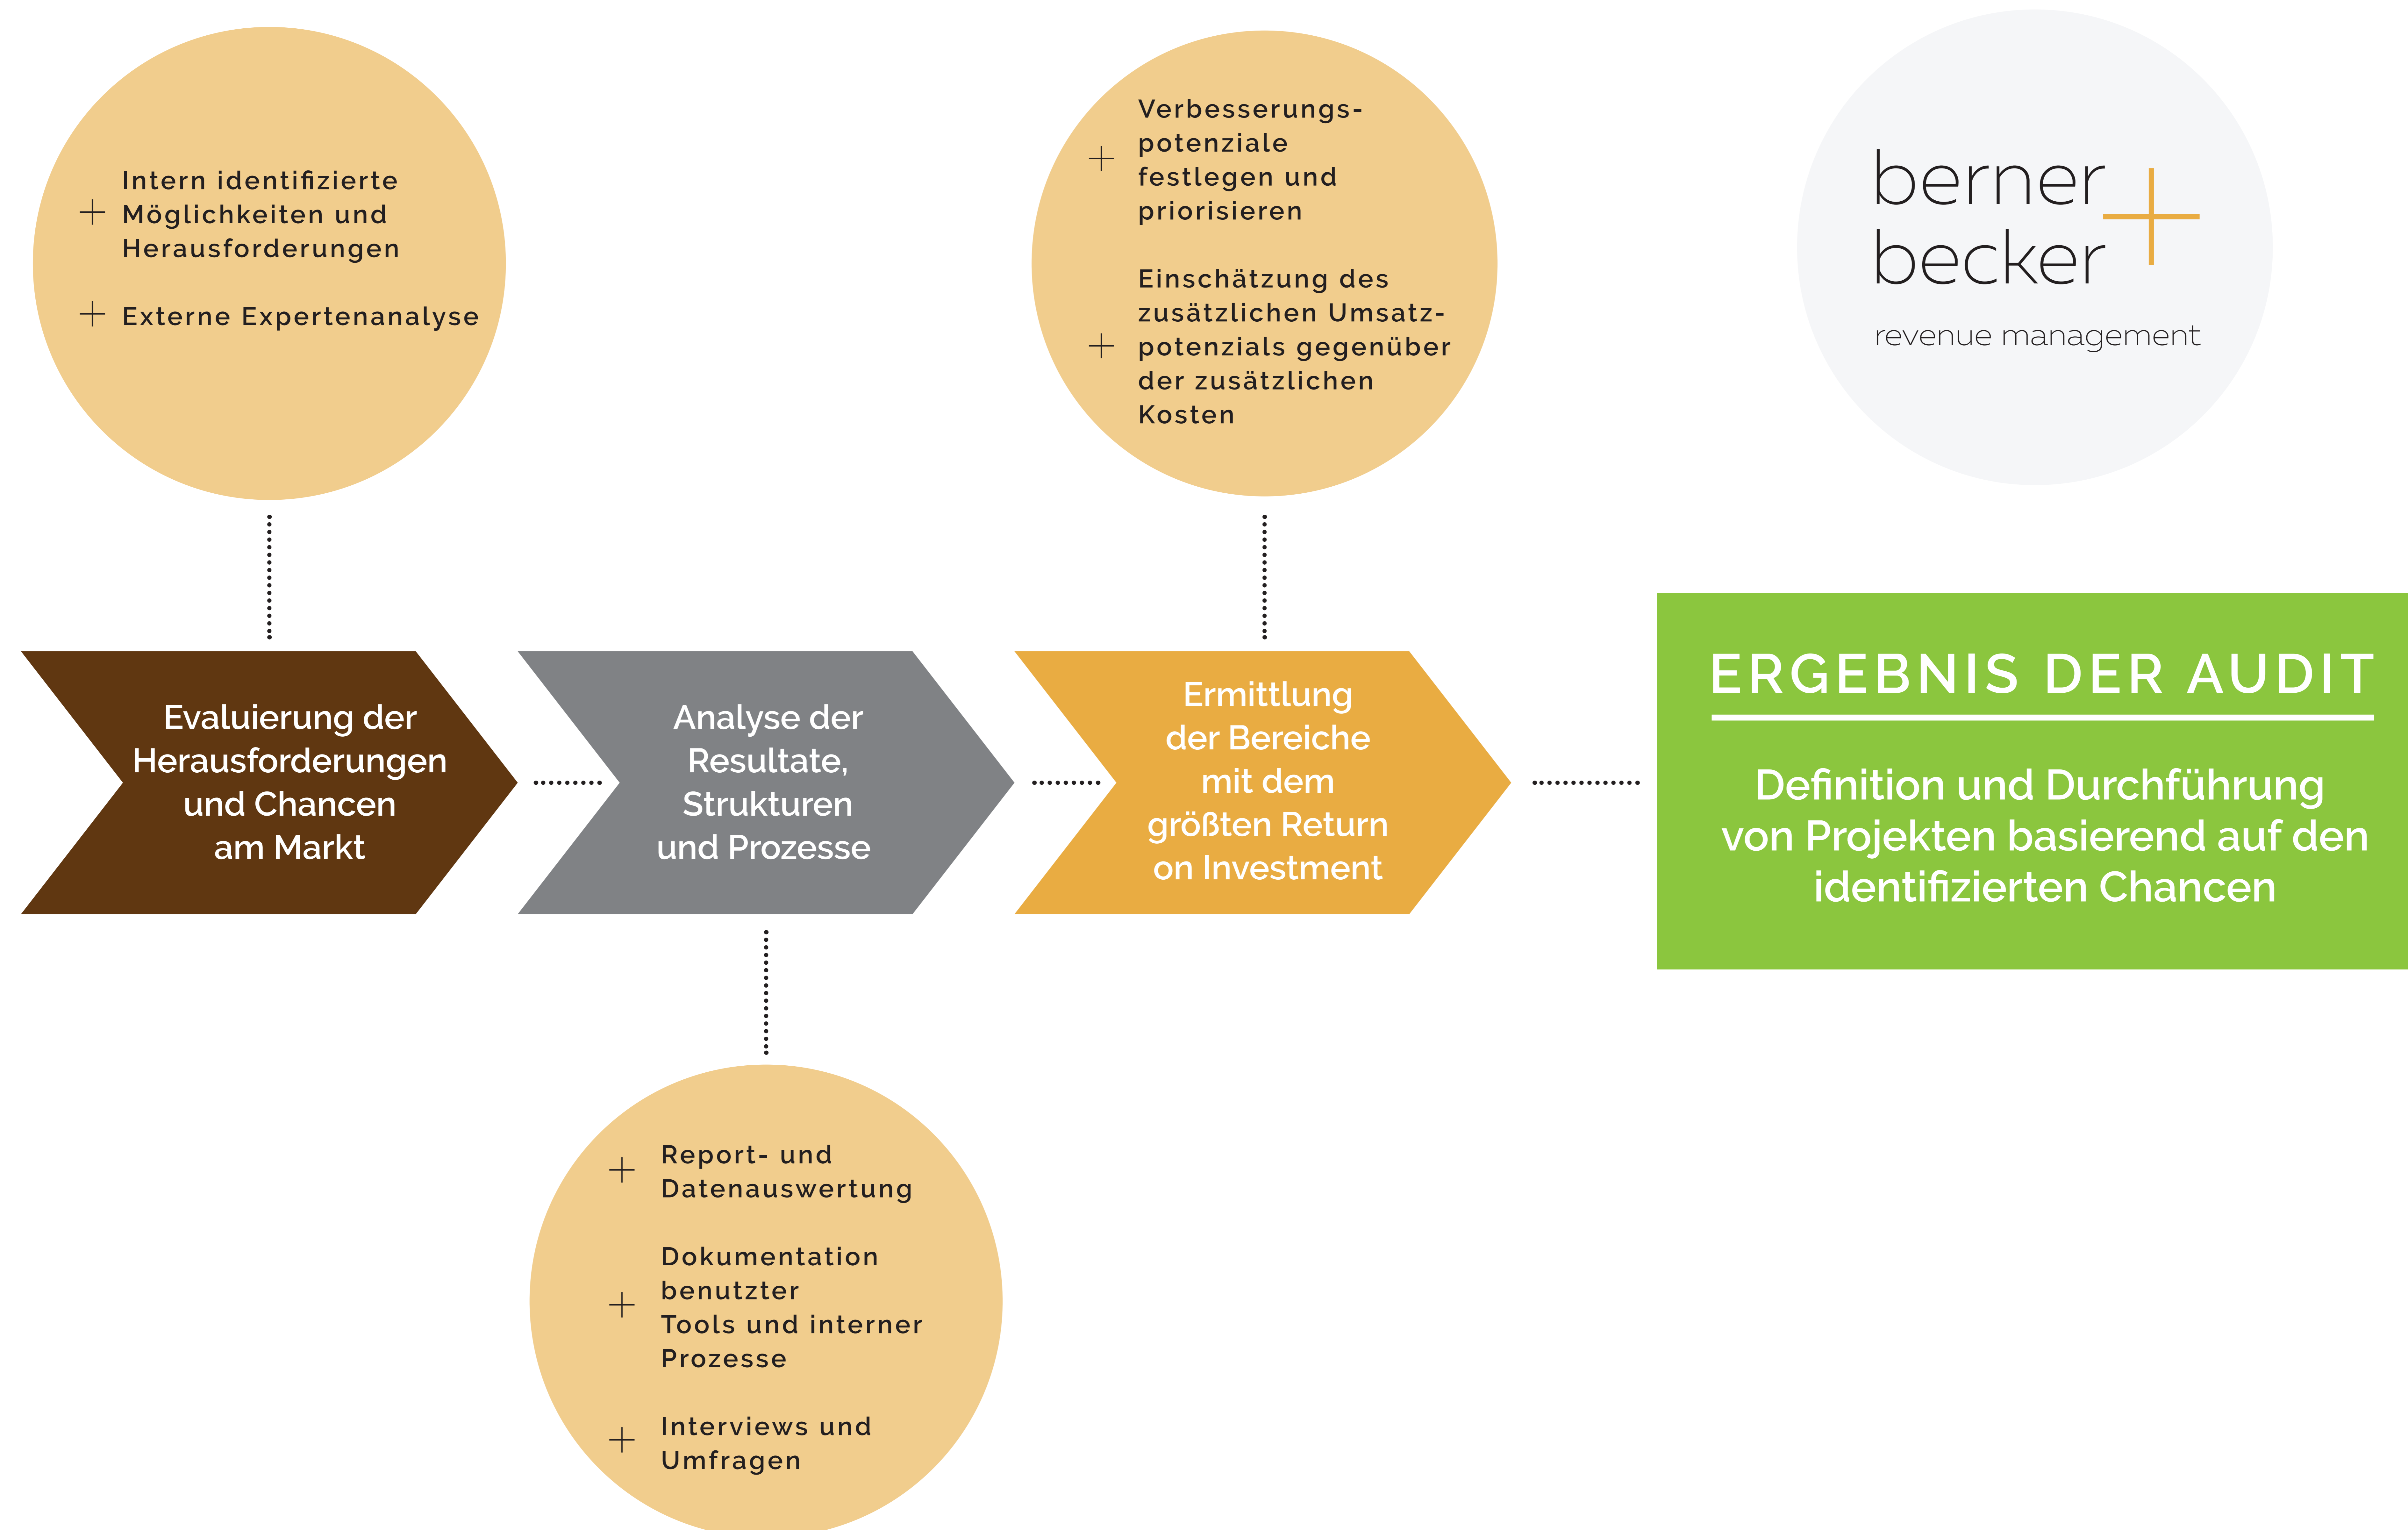 Intern identifizierte
Möglichkeiten und
Herausforderungen
Externe Expertenanalyse
Verbesserungs-
potenziale
festlegen und
priorisieren
Einschätzung des
zusätzlichen Umsatz-
potenzials gegenüber
der zusätzlichen
Kosten
berner
becker
revenue management
Evaluierung der
Herausforderungen
und Chancen
am Markt
Analyse der
Resultate,
Strukturen
und Prozesse
Ermittlung
der Bereiche
mit dem
größten Return
on Investment
ERGEBNIS DER AUDIT
Definition und Durchführung
von Projekten basierend auf den
identifizierten Chancen
Report- und
Datenauswertung
Dokumentation
benutzter
Tools und interner
Prozesse
Interviews und
Umfragen